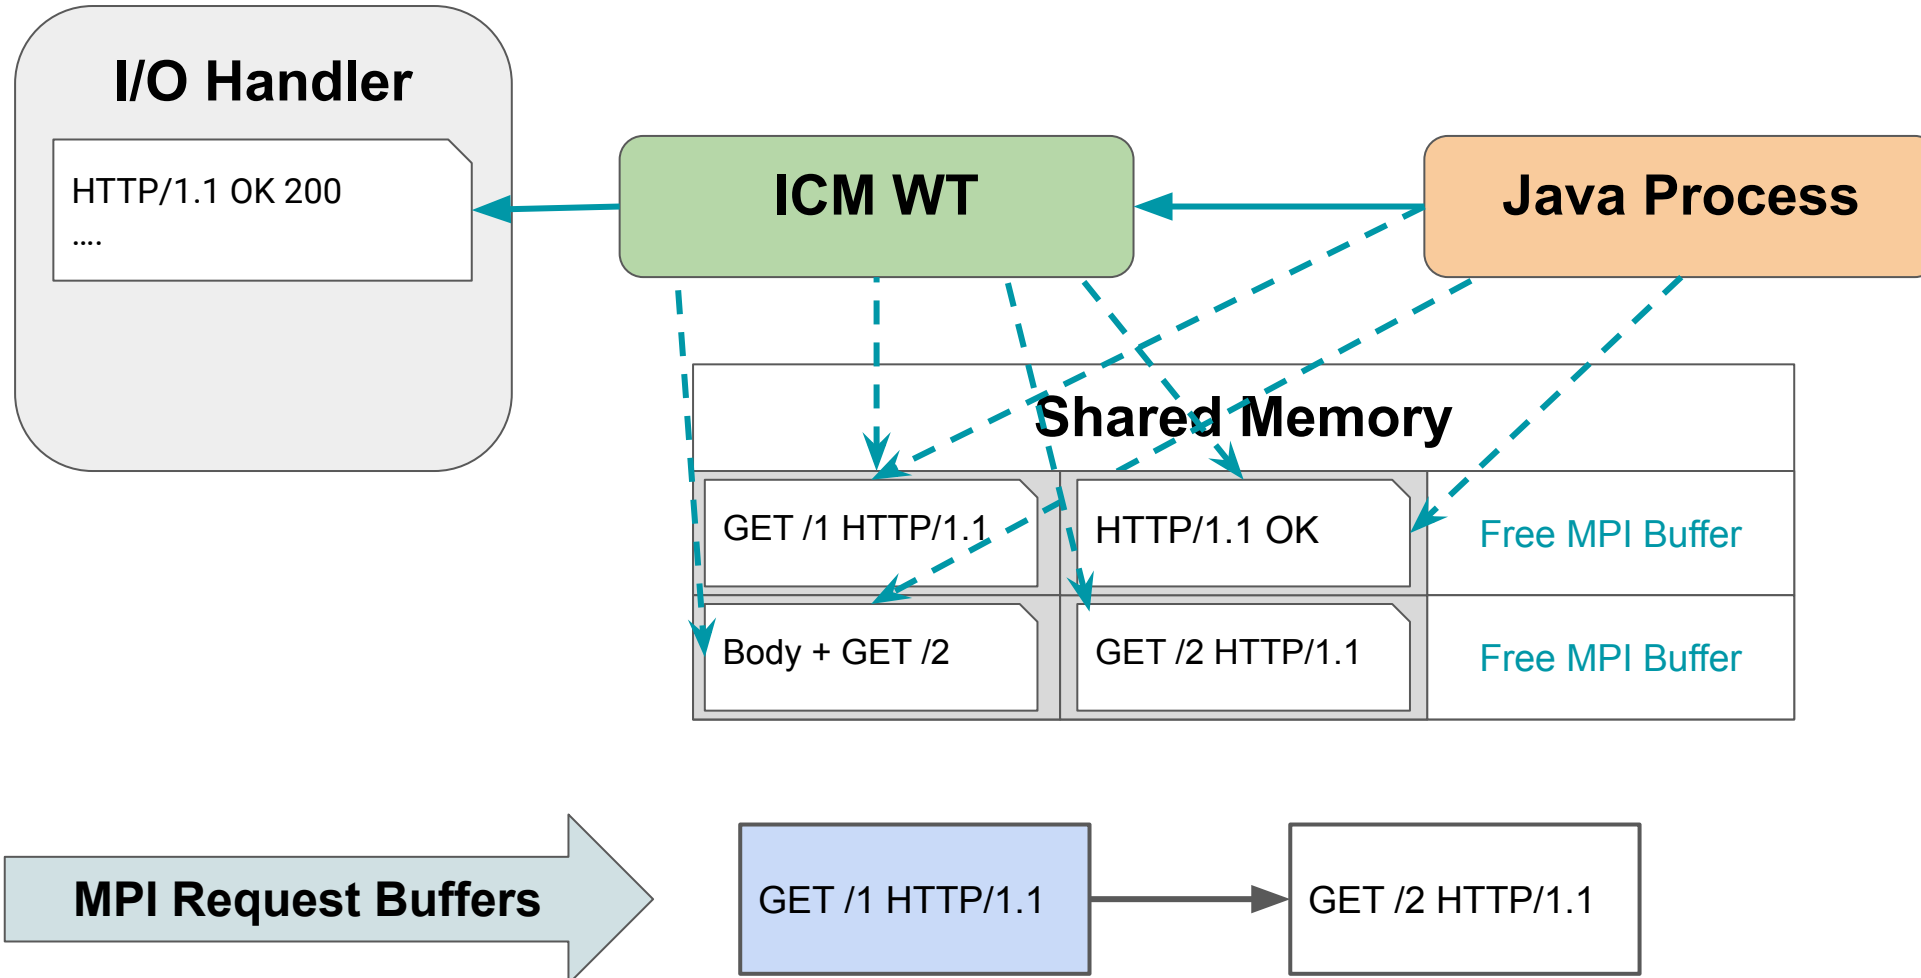 I/O Handler
HTTP/1.1 OK 200
....
ICM WT
Java Process
Shared Memory
GET /1 HTTP/1.1
HTTP/1.1 OK
Free MPI Buffer
Body + GET /2
GET /2 HTTP/1.1
Free MPI Buffer
MPI Request Buffers
GET /1 HTTP/1.1
GET /2 HTTP/1.1